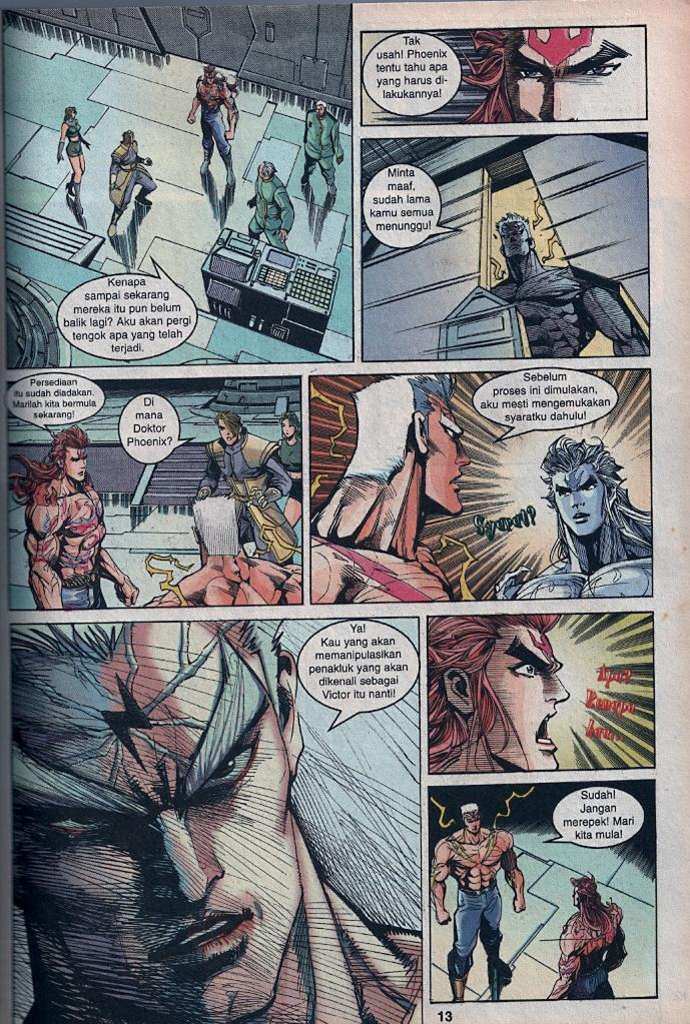 Kenapa
sampai sekarang
mereka itu pun belum
balik lagi? Aku akan pergi
tengok apa yang telah
terjadi.
Tak
usah! Phoenix
tentu tahu apa
yang harus di-
lakukannya!
Minta
maaf,
sudah lama
kamu semua
menunggu!
Persediaan
itu sudah diadakan.
Marilah kita bermula
sekarang!
Di
mana
Doktor
Phoenix?
Sebelum
proses ini dimulakan,
aku mesti mengemukakan
syaratku dahulu!
Syarat?
Ya!
Kau yang akan
memanipulasikan
penakluk yang akan
dikenali sebagai
Victor itu nanti!
Apa?
Sudah!
Jangan
merepek! Mari
kita mula!
13